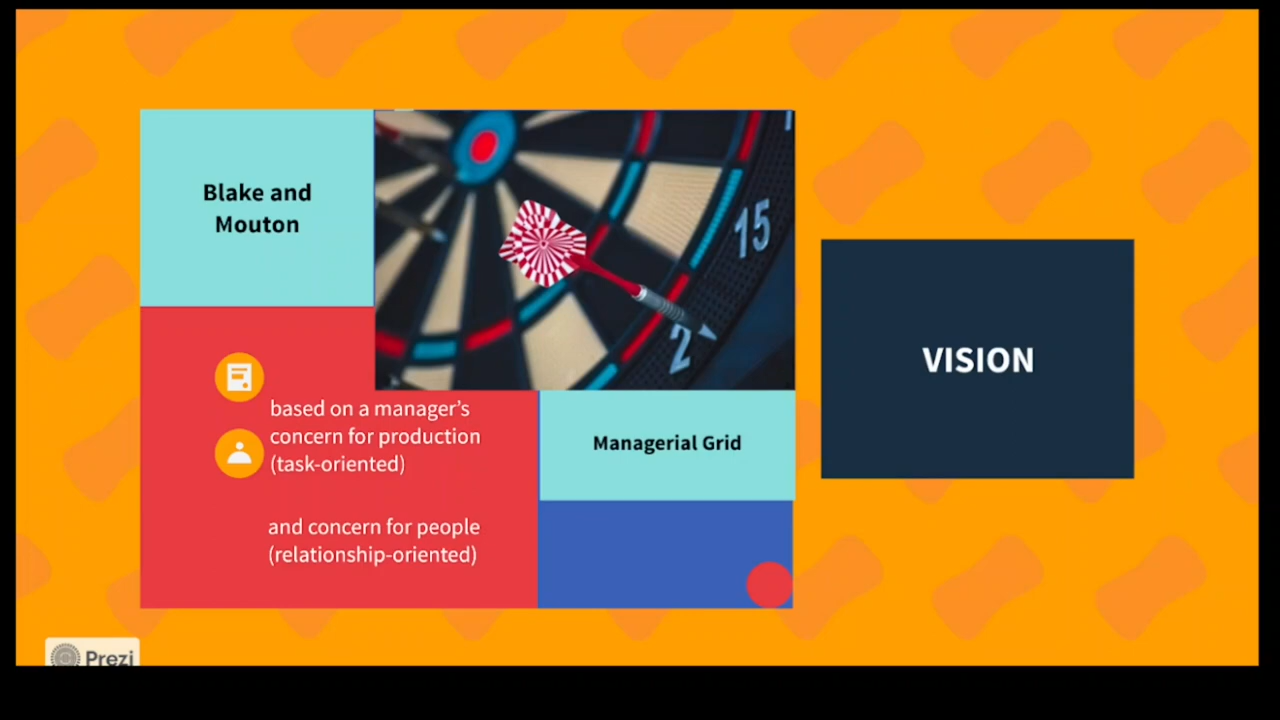 Blake and
Mouton
15
2
based on a manager's
concern for production
(task-oriented)
and concern for people
(relationship-oriented)
Managerial Grid
VISION
Prezi